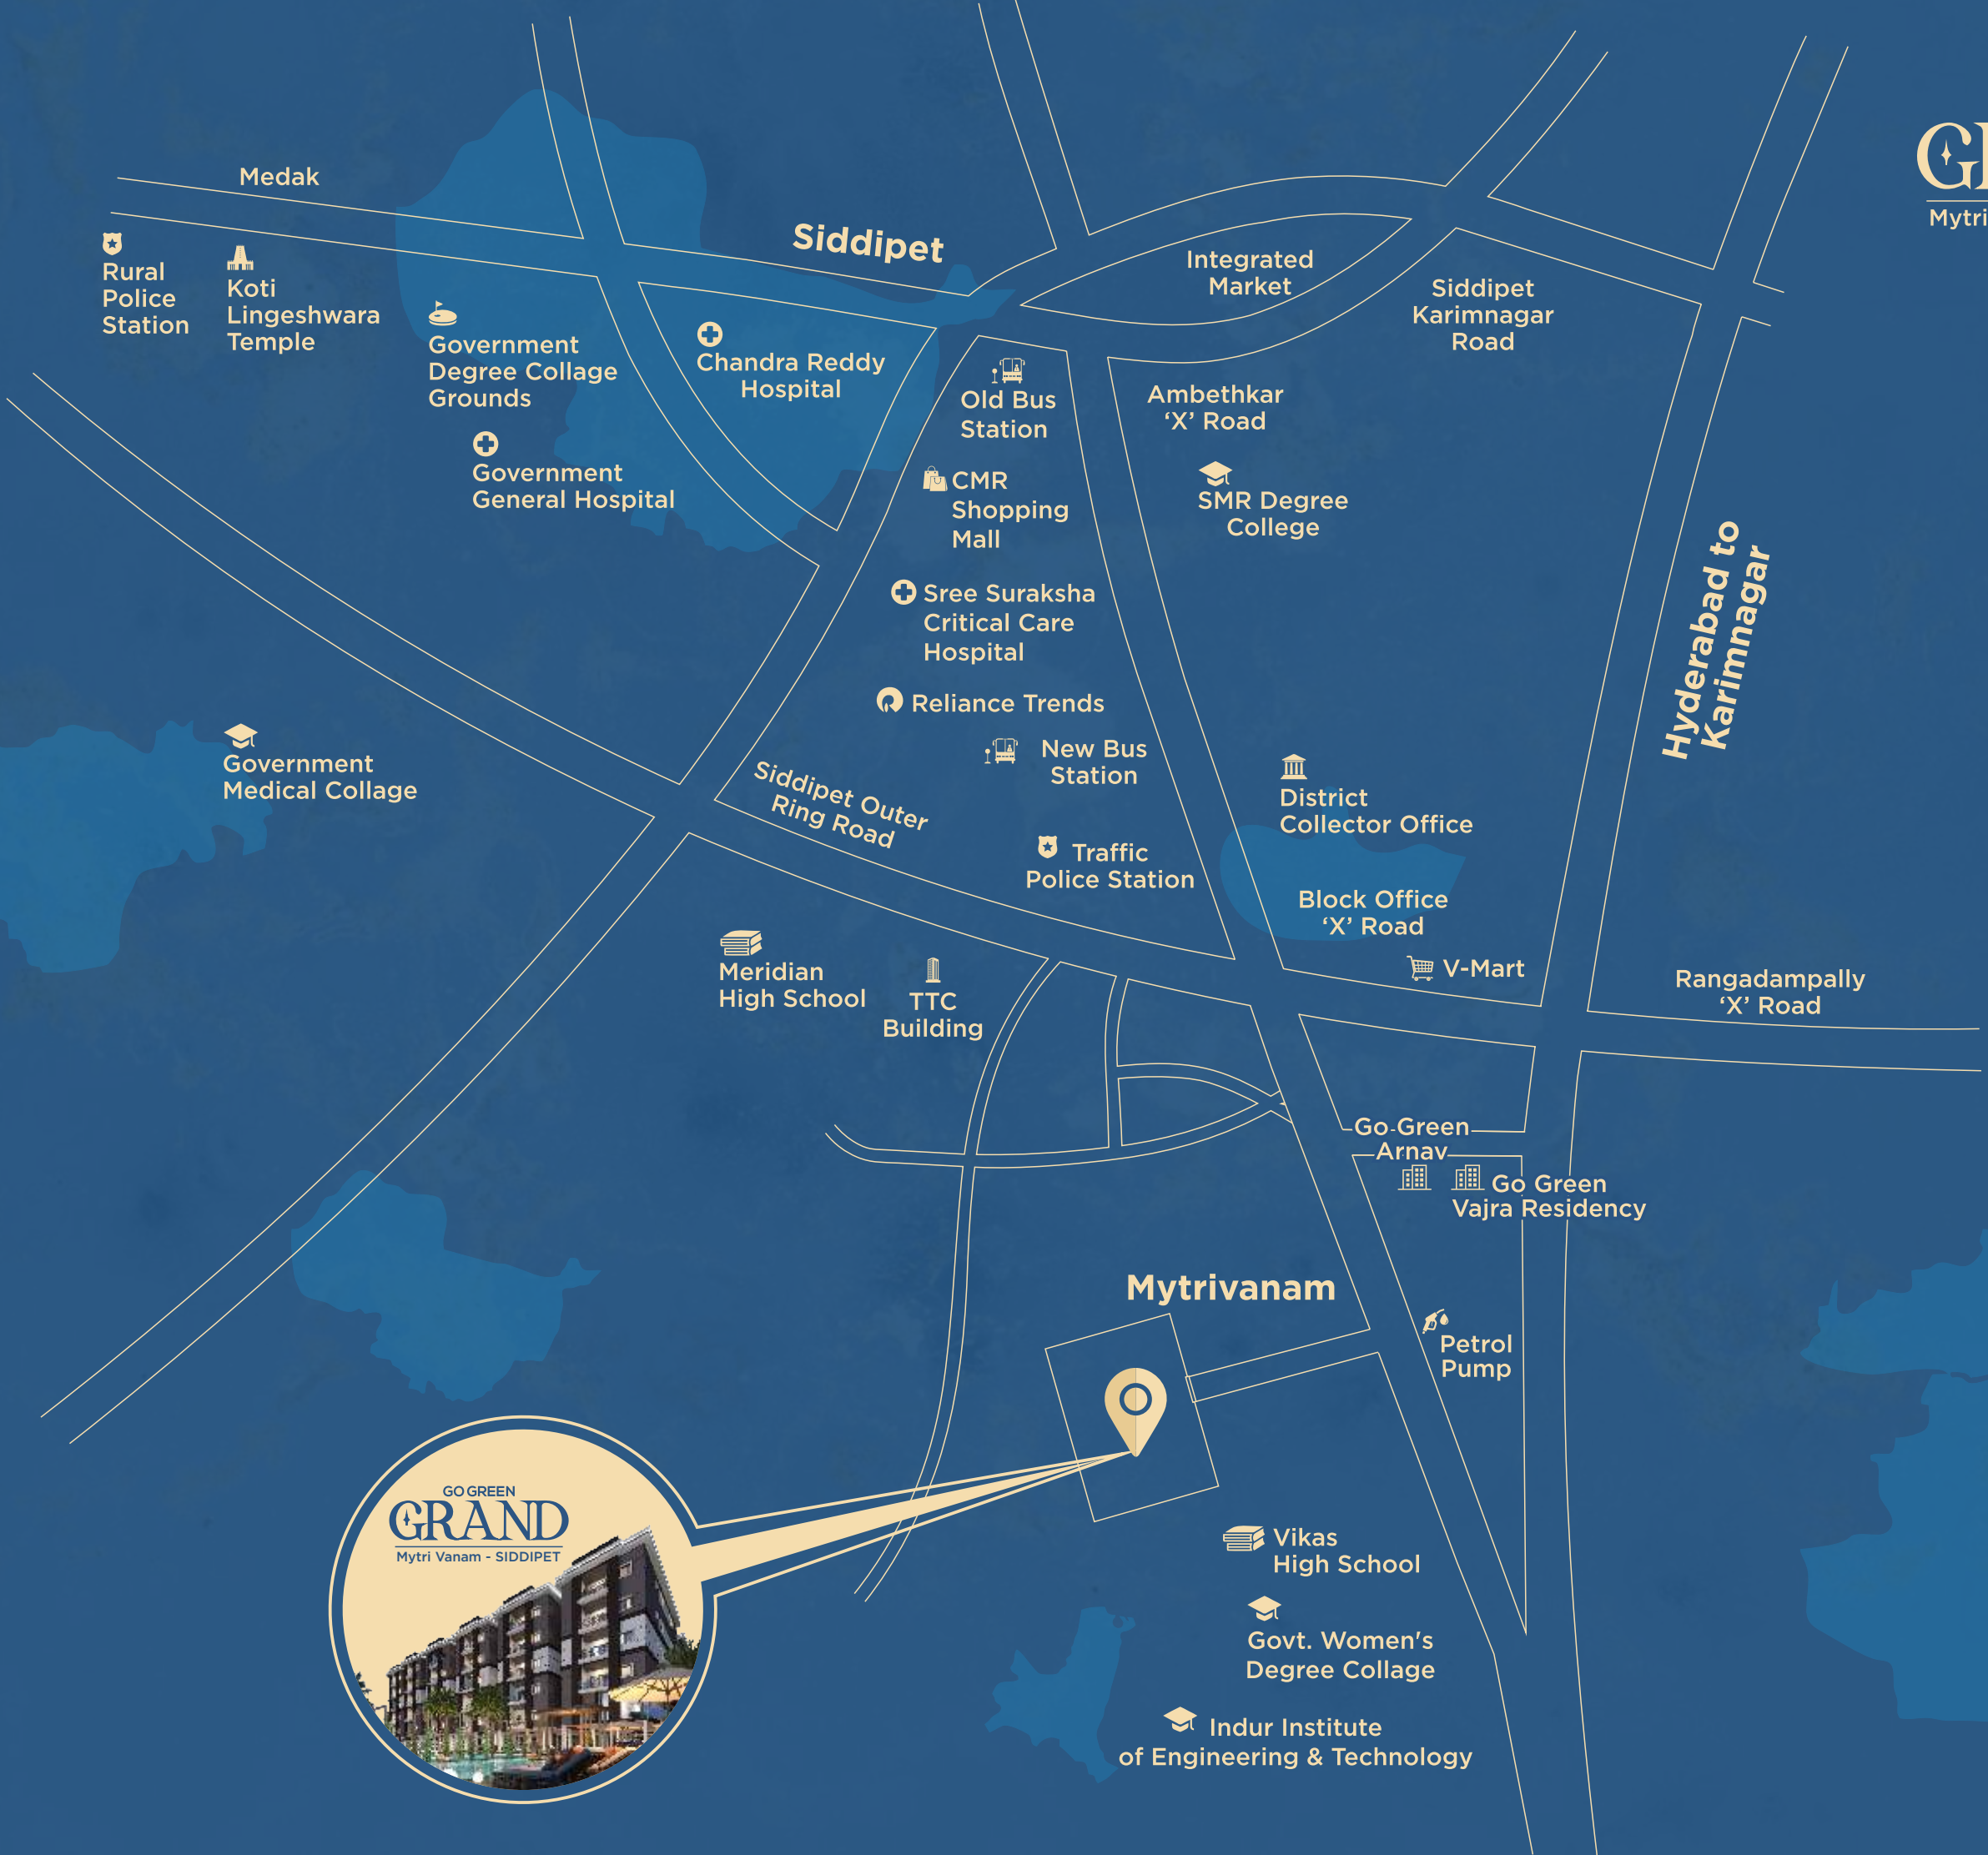 Medak
Rural
Police
Station
Koti
Lingeshwara
Temple
Government
Degree Collage
Grounds
Government
General Hospital
Siddipet
Chandra Reddy
Hospital
Integrated
Market
Siddipet
Karimnagar
Road
Mytri
Old Bus
Station
Ambethkar
‘X’ Road
CMR
Shopping
Mall
SMR Degree
College
Sree Suraksha
Critical Care
Hospital
Reliance Trends
New Bus
Station
Hyderabad to
Karimnagar
Government
Medical Collage
Siddipet Outer
Ring Road
Traffic
Police Station
District
Collector Office
Block Office
‘X’ Road
V-Mart
Rangadampally
‘X’ Road
Meridian
High School
TTC
Building
Go Green
Arnav
Go Green
Vajra Residency
Mytrivanam
Petrol
Pump
GO GREEN
GRAND
Mytri Vanam - SIDDIPET
Vikas
High School
Govt. Women's
Degree Collage
Indur Institute
of Engineering & Technology